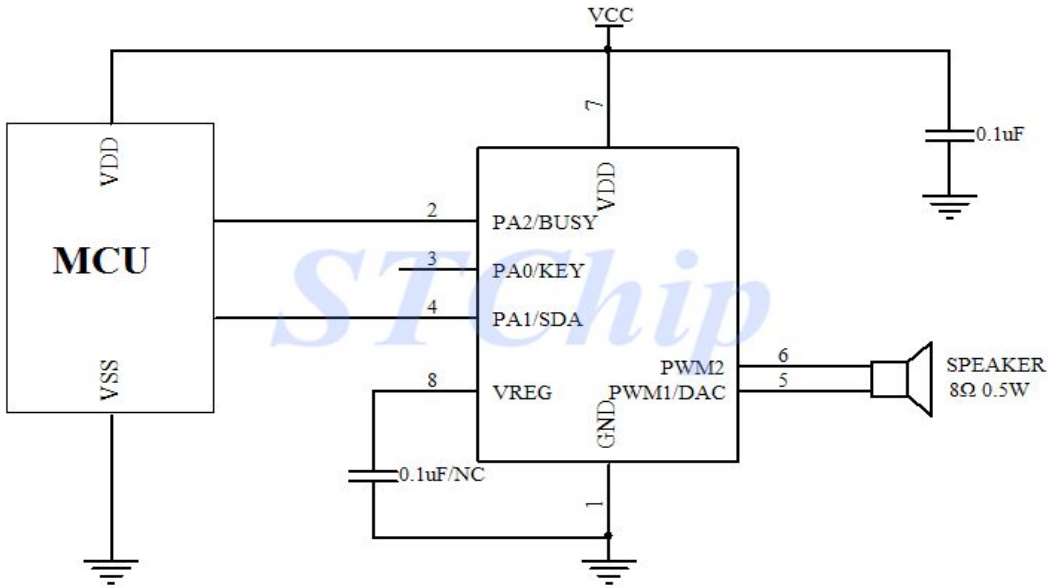 VCC
7
VDD
VDD
0.1uF
2
PA2/BUSY
MCU
3
PA0/KEY
STChip
4
PA1/SDA
VSS
PWM2
6
SPEAKER
8
VREG
PWM1/DAC
5
8Ω 0.5W
GND
0.1uF/NC
1